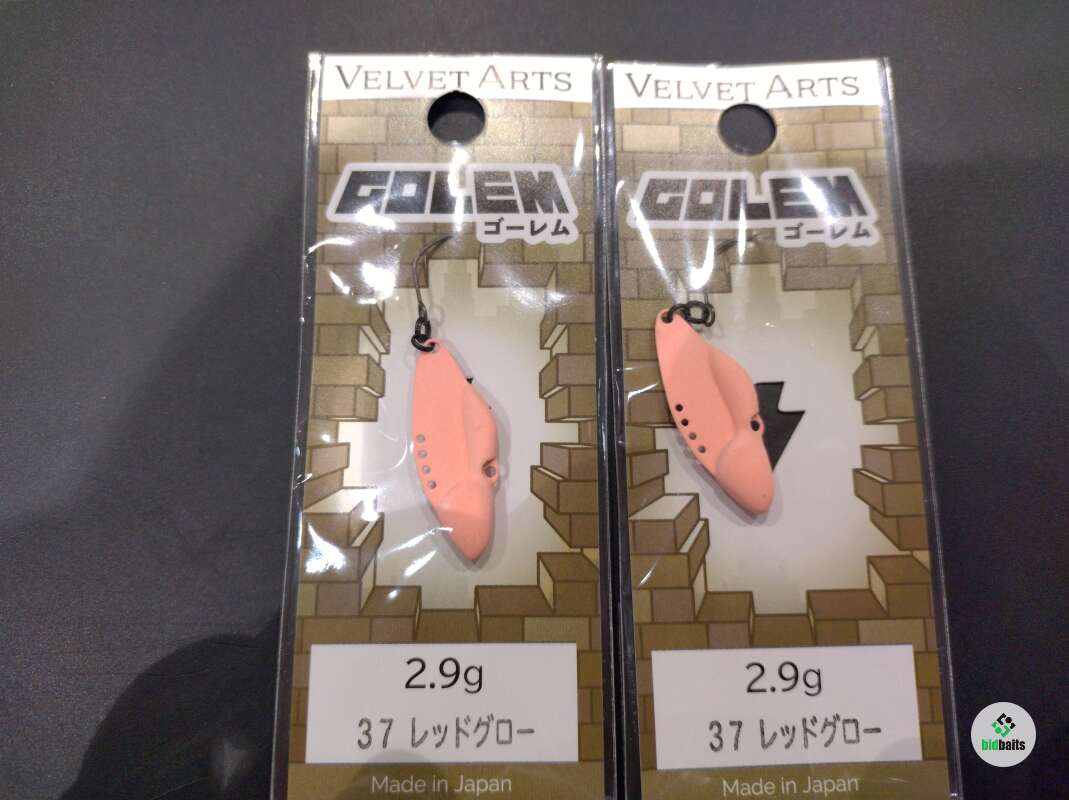 VELVET ARTS
GOLEM
ゴーレム
2.9g
37 レッドグロー
Made in Japan
VELVET ARTS
GOLEM
ゴーレム
2.9g
37 レッドグロー
Made in Japan
bidbaits